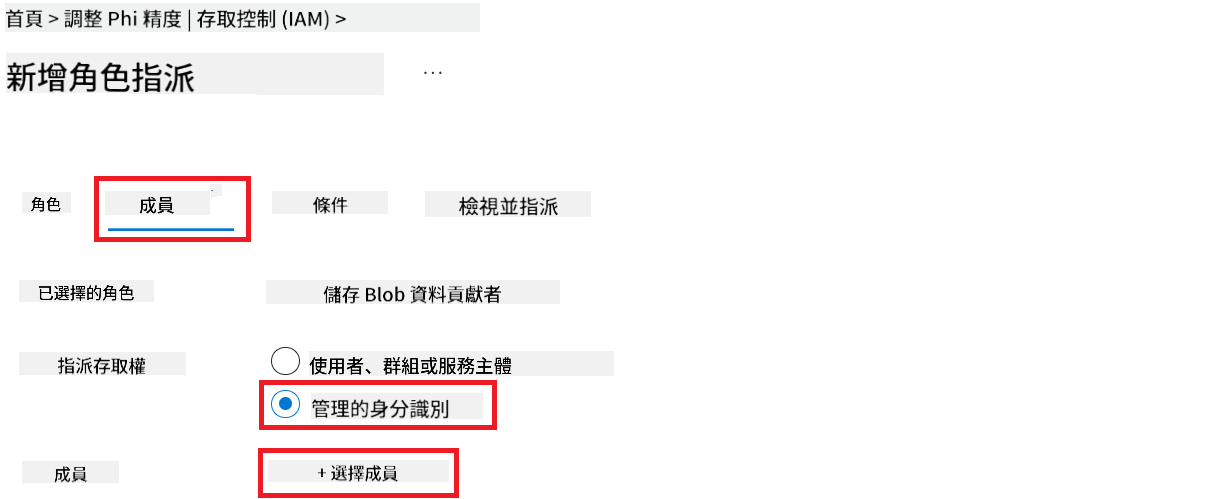 首頁 > 調整 Phi 精度 | 存取控制 (IAM) >
新增角色指派 ...
角色 成員 條件 檢視並指派
已選擇的角色 儲存 Blob 資料貢獻者
指派存取權 使用者、群組或服務主體
管理的身分識別
成員 + 選擇成員